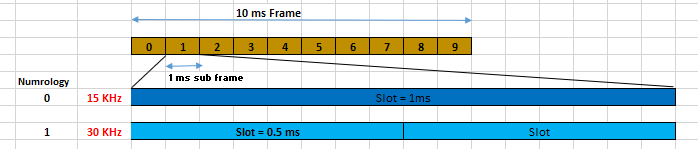 10 ms Frame
0 1 2 3 4 5 6 7 8 9
1 ms sub frame
Numrology
0 15 KHz Slot = 1ms
1 30 KHz Slot = 0.5 ms Slot